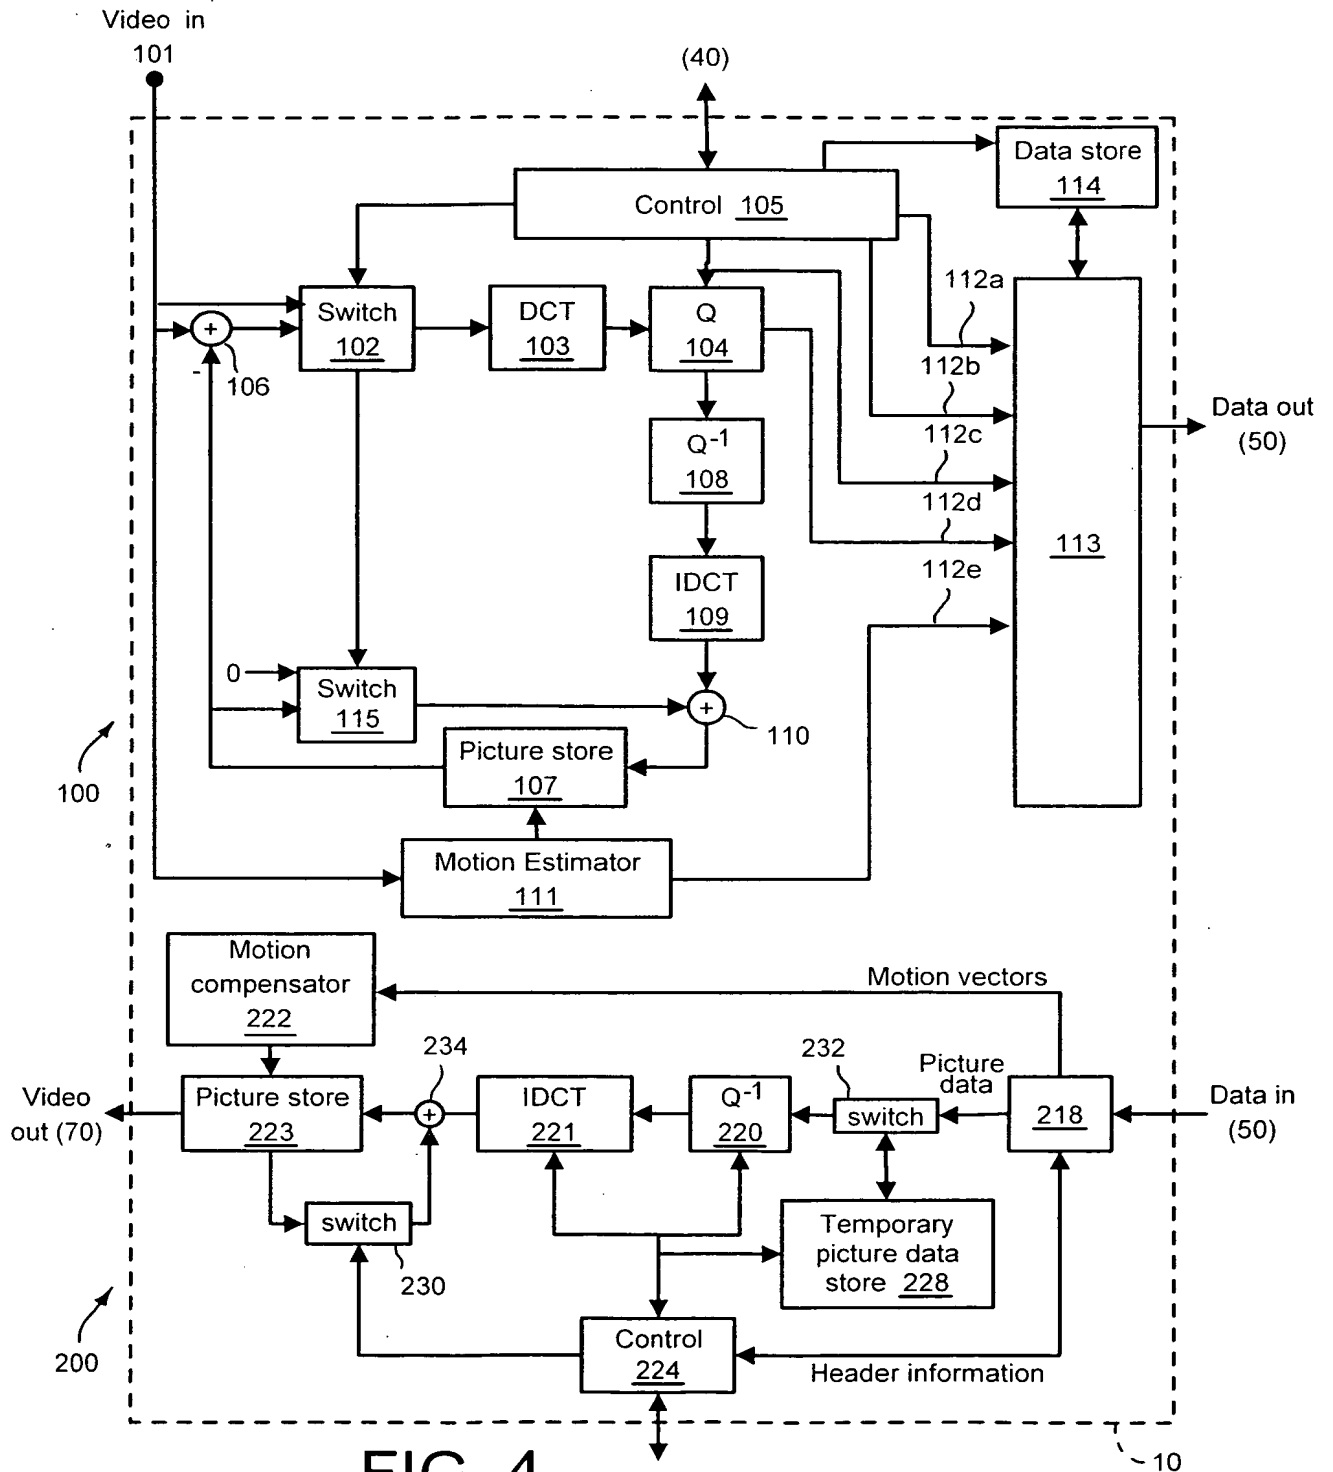 Video in
101
(40)
Data store
114
Control 105
112a
Switch
102
DCT
103
Q
104
+
-
106
112b
Data out
(50)
112c
Q-1
108
112d
113
IDCT
109
112e
0
Switch
115
+
110
Picture store
107
100
Motion Estimator
111
Motion
compensator
222
Motion vectors
234
232
Picture
data
Video
out (70)
Picture store
223
+
IDCT
221
Q-1
220
switch
218
Data in
(50)
switch
230
Temporary
picture data
store 228
200
Control
224
Header information
FIG. 4
10